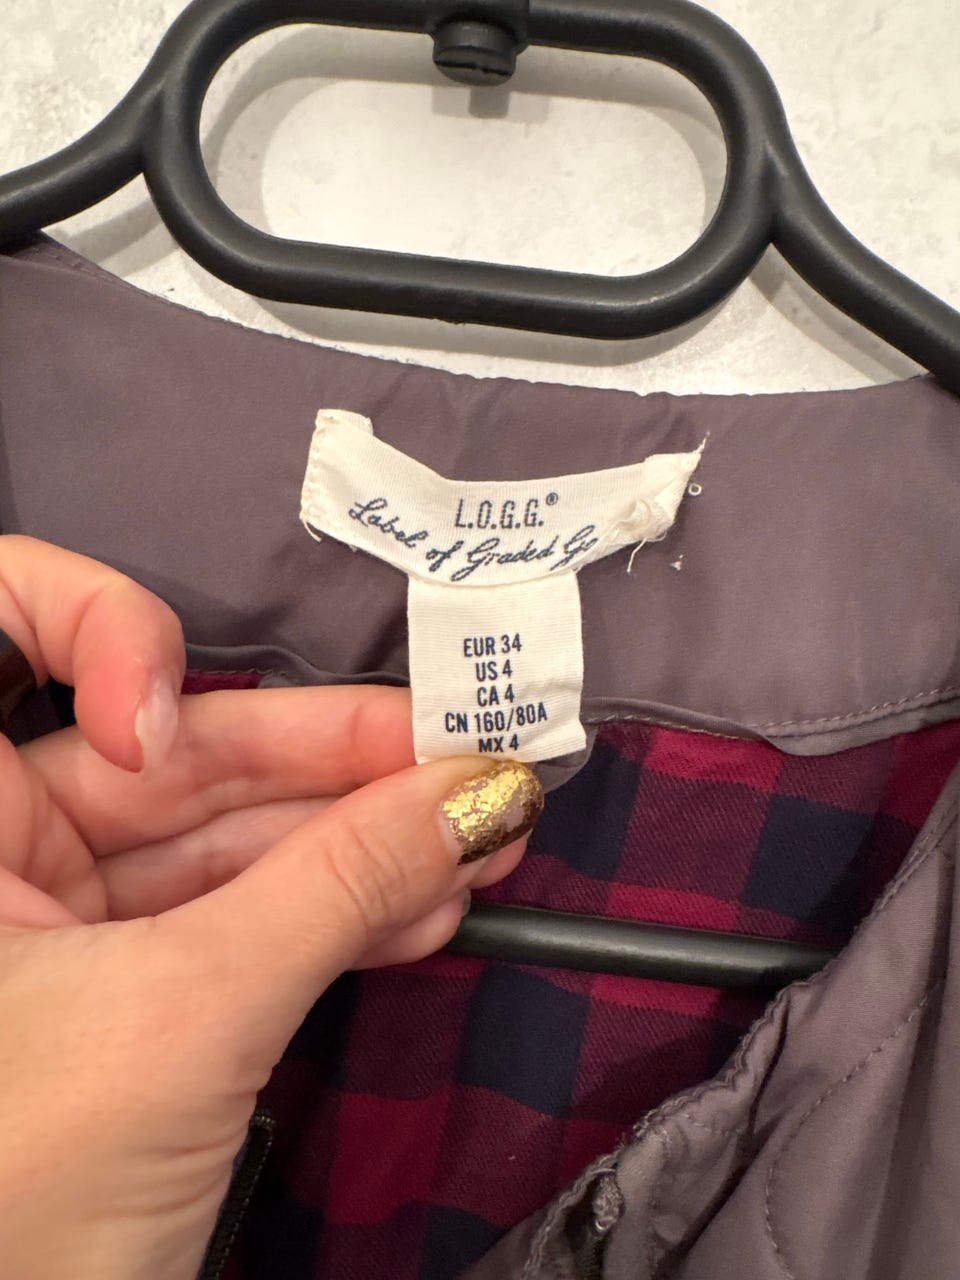 L.O.G.G.®
Label of Graded
EUR 34
US 4
CA 4
CN 160/80A
MX 4